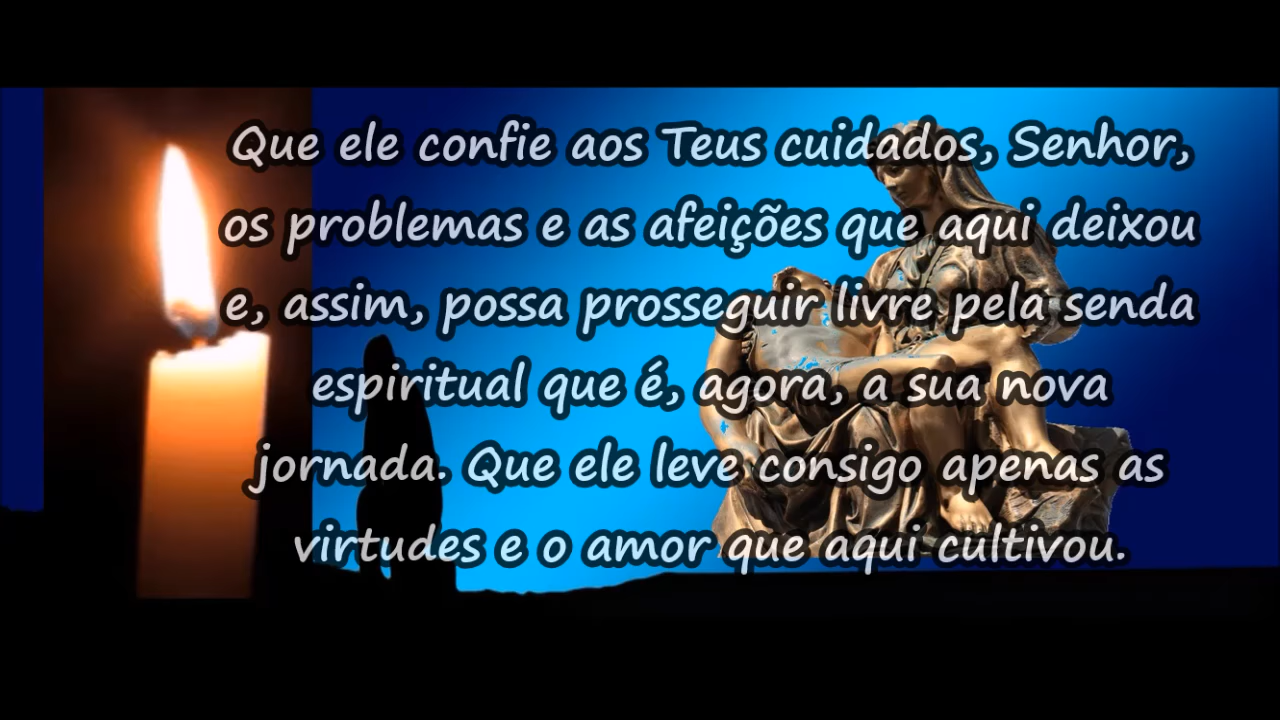 Que ele confie aos Teus cuidados, Senhor,
os problemas e as afeições que aqui deixou
e, assim, possa prosseguir livre pela senda
espiritual que é, agora, a sua nova
jornada. Que ele leve consigo apenas as
virtudes e o amor que aqui cultivou.